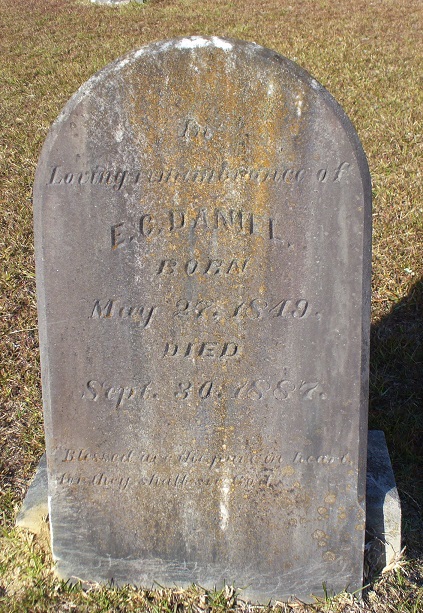 In
Loving remembrance of
E. C. DANIEL.
BORN
May 27, 1849.
DIED
Sept. 30, 1887.
"Blessed are the pure in heart,
for they shall see God."